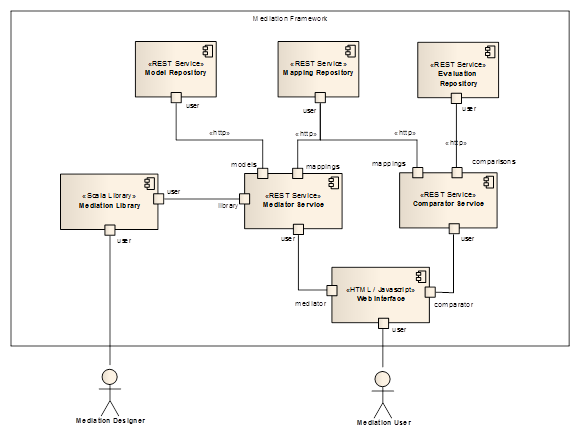 Mediation Framework
«REST Service»
Model Repository
«REST Service»
Mapping Repository
«REST Service»
Evaluation
Repository
user
user
user
«http»
«http»
«http»
«http»
models
mappings
mappings
comparisons
«Scala Library»
Mediation Library
user
library
«REST Service»
Mediator Service
«REST Service»
Comparator Service
user
user
user
«HTML / Javascript»
Web Interface
mediator
comparator
user
Mediation Designer
Mediation User